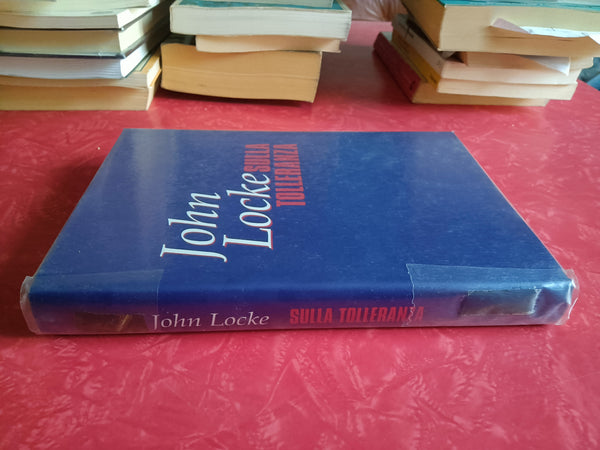 John
Locke
SULLA
TOLLERANZA
John Locke SULLA TOLLERANZA